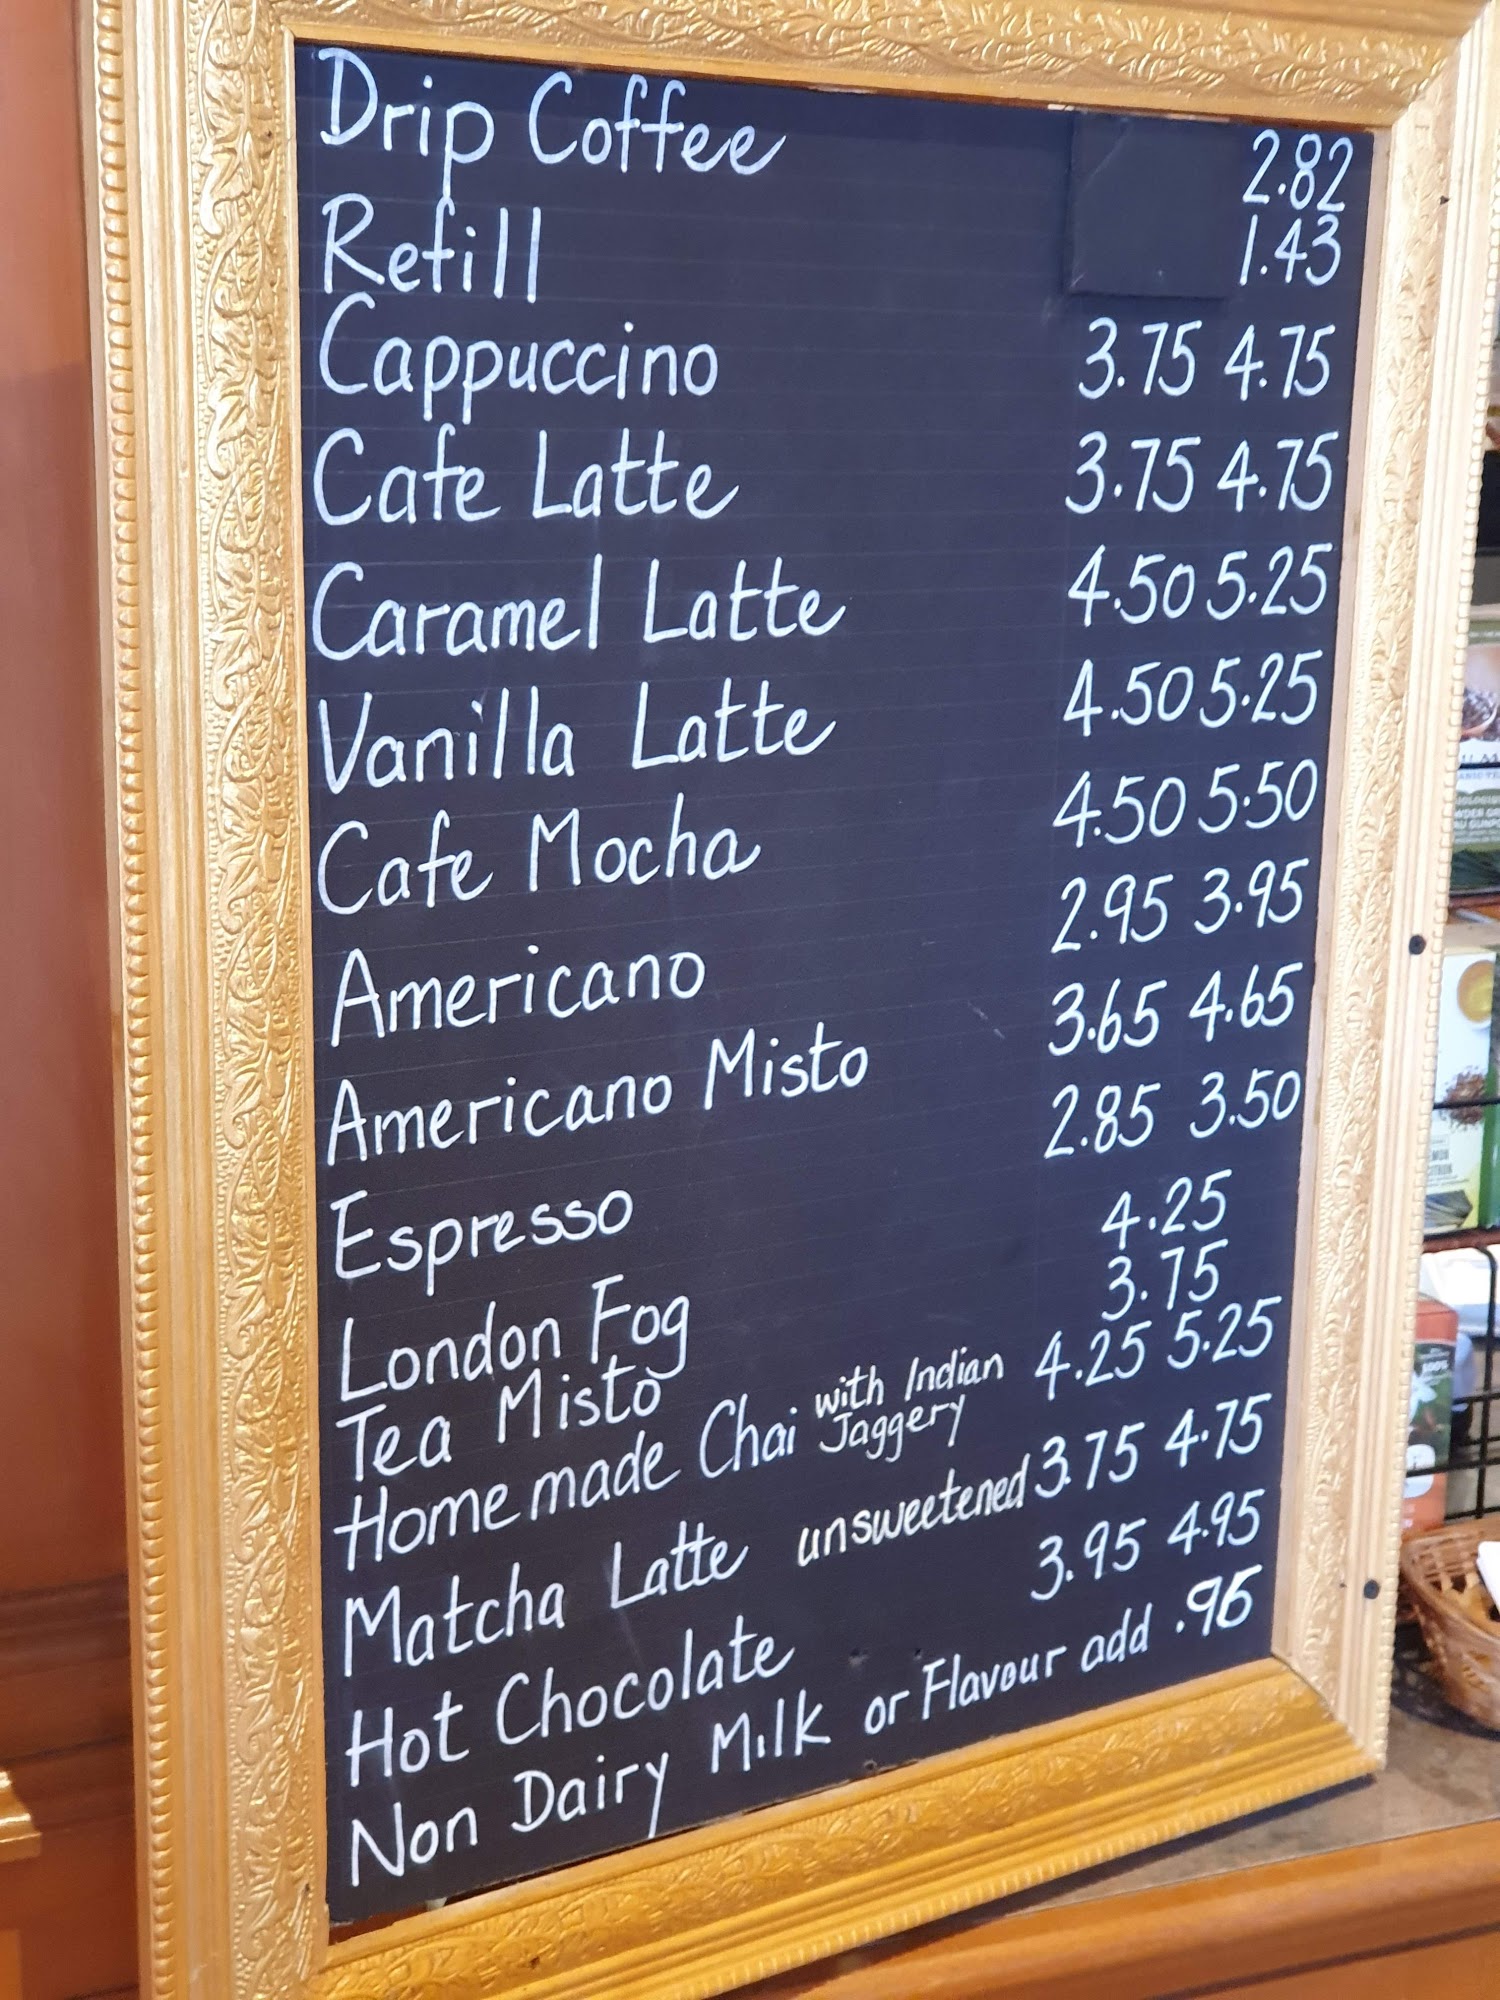 Drip Coffee 2.82
Refill 1.43
Cappuccino 3.75 4.75
Cafe Latte 3.75 4.75
Caramel Latte 4.50 5.25
Vanilla Latte 4.50 5.25
Cafe Mocha 4.50 5.50
Americano 2.95 3.95
Americano Misto 3.65 4.65
Espresso 2.85 3.50
London Fog 4.25
Tea Misto 3.75
Homemade Chai with Indian Jaggery 4.25 5.25
Matcha Latte unsweetened 3.75 4.75
Hot Chocolate 3.95 4.95
Non Dairy Milk or Flavour add .95